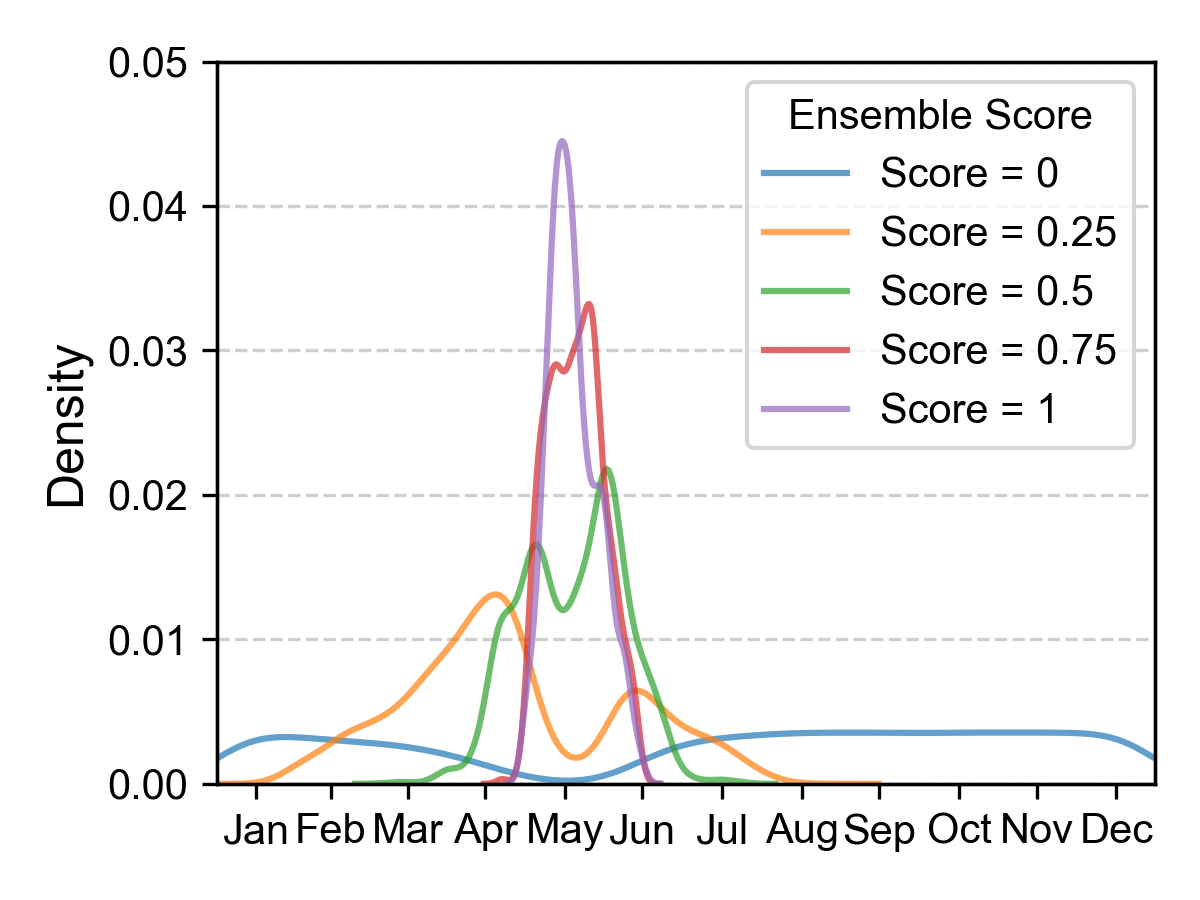 0.05
0.04
0.03
0.02
0.01
0.00
Density
Jan Feb Mar Apr May Jun Jul Aug Sep Oct Nov Dec
Ensemble Score
Score = 0
Score = 0.25
Score = 0.5
Score = 0.75
Score = 1